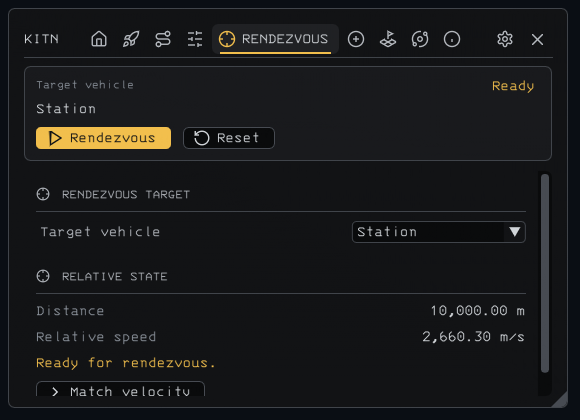 KITN RENDEZVOUS
Target vehicle Ready
Station
Rendezvous Reset
RENDEZVOUS TARGET
Target vehicle Station
RELATIVE STATE
Distance 10,000.00 m
Relative speed 2,660.30 m/s
Ready for rendezvous.
Match velocity